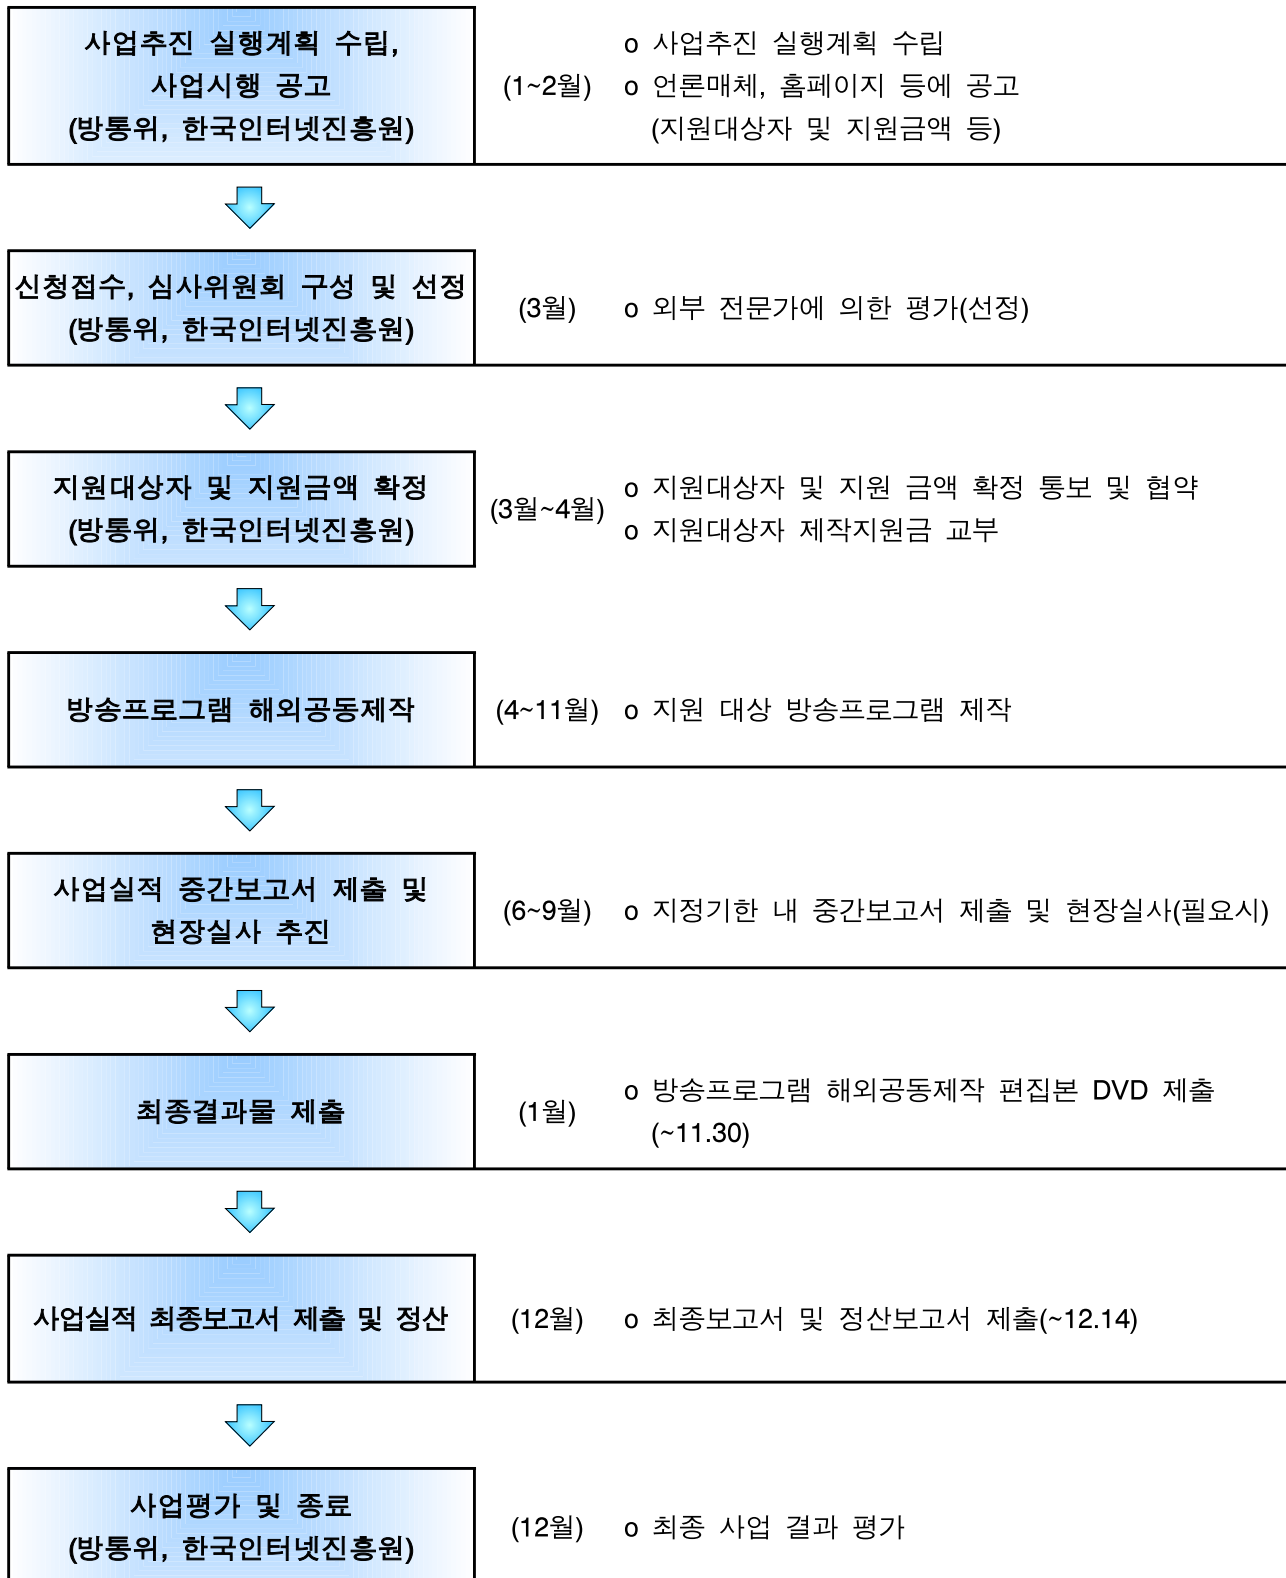 사업추진 실행계획 수립,
사업시행 공고
(방통위, 한국인터넷진흥원)
(1~2월)
o 사업추진 실행계획 수립
o 언론매체, 홈페이지 등에 공고
(지원대상자 및 지원금액 등)
신청접수, 심사위원회 구성 및 선정
(방통위, 한국인터넷진흥원)
(3월)
o 외부 전문가에 의한 평가(선정)
지원대상자 및 지원금액 확정
(방통위, 한국인터넷진흥원)
(3월~4월)
o 지원대상자 및 지원 금액 확정 통보 및 협약
o 지원대상자 제작지원금 교부
방송프로그램 해외공동제작
(4~11월)
o 지원 대상 방송프로그램 제작
사업실적 중간보고서 제출 및
현장실사 추진
(6~9월)
o 지정기한 내 중간보고서 제출 및 현장실사(필요시)
최종결과물 제출
(1월)
o 방송프로그램 해외공동제작 편집본 DVD 제출
(~11.30)
사업실적 최종보고서 제출 및 정산
(12월)
o 최종보고서 및 정산보고서 제출(~12.14)
사업평가 및 종료
(방통위, 한국인터넷진흥원)
(12월)
o 최종 사업 결과 평가